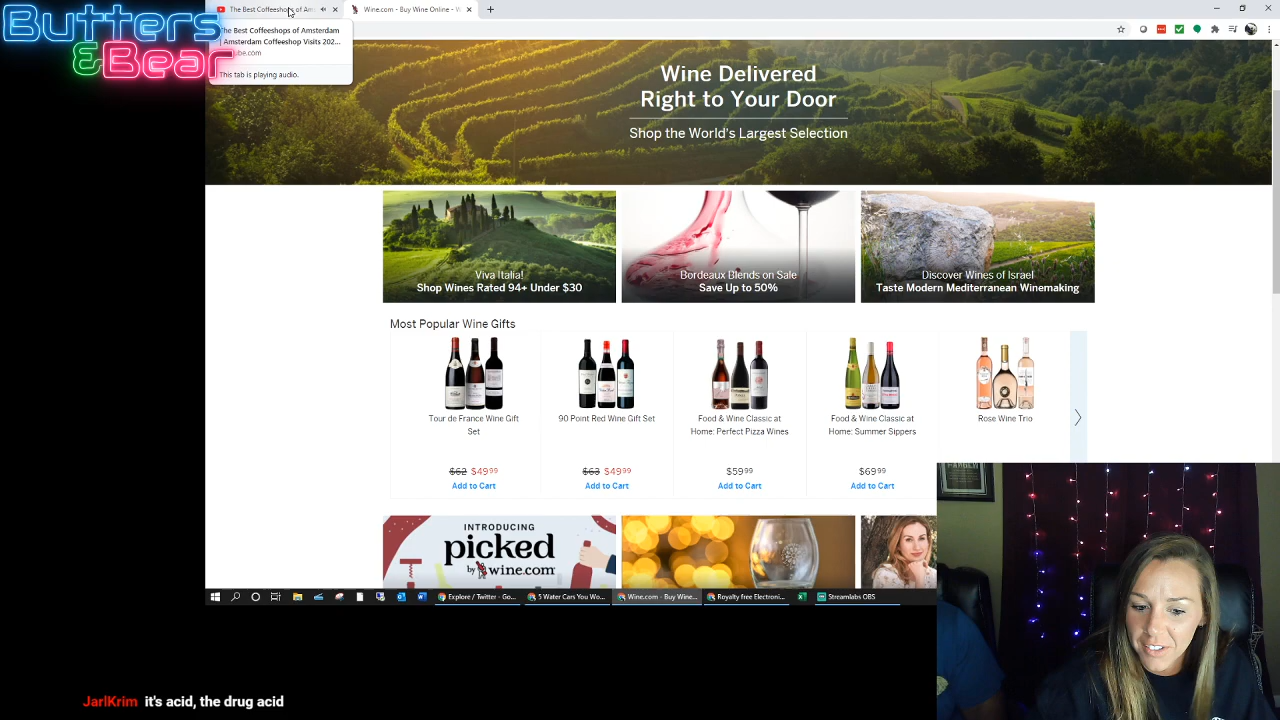 Butters
&Bear
The Best Coffeeshops of Am
Wine.com - Buy Wine Online - W
The Best Coffeeshops of Amsterdam
| Amsterdam Coffeeshop Visits 202...
This tab is playing audio.
Wine Delivered
Right to Your Door
Shop the World's Largest Selection
Viva Italia!
Shop Wines Rated 94+ Under $30
Bordeaux Blends on Sale
Save Up to 50%
Discover Wines of Israel
Taste Modern Mediterranean Winemaking
Most Popular Wine Gifts
Tour de France Wine Gift
Set
$62 $49.99
Add to Cart
90 Point Red Wine Gift Set
$63 $49.99
Add to Cart
Food & Wine Classic at
Home: Perfect Pizza Wines
$59.99
Add to Cart
Food & Wine Classic at
Home: Summer Sippers
$69.99
Add to Cart
Rose Wine Trio
INTRODUCING
picked
by wine.com
Explore / Twitter - Go...
5 Water Cars You Wo...
Wine.com - Buy Wine...
Royalty free Electroni...
Streamlabs OBS
JarlKrim it's acid, the drug acid